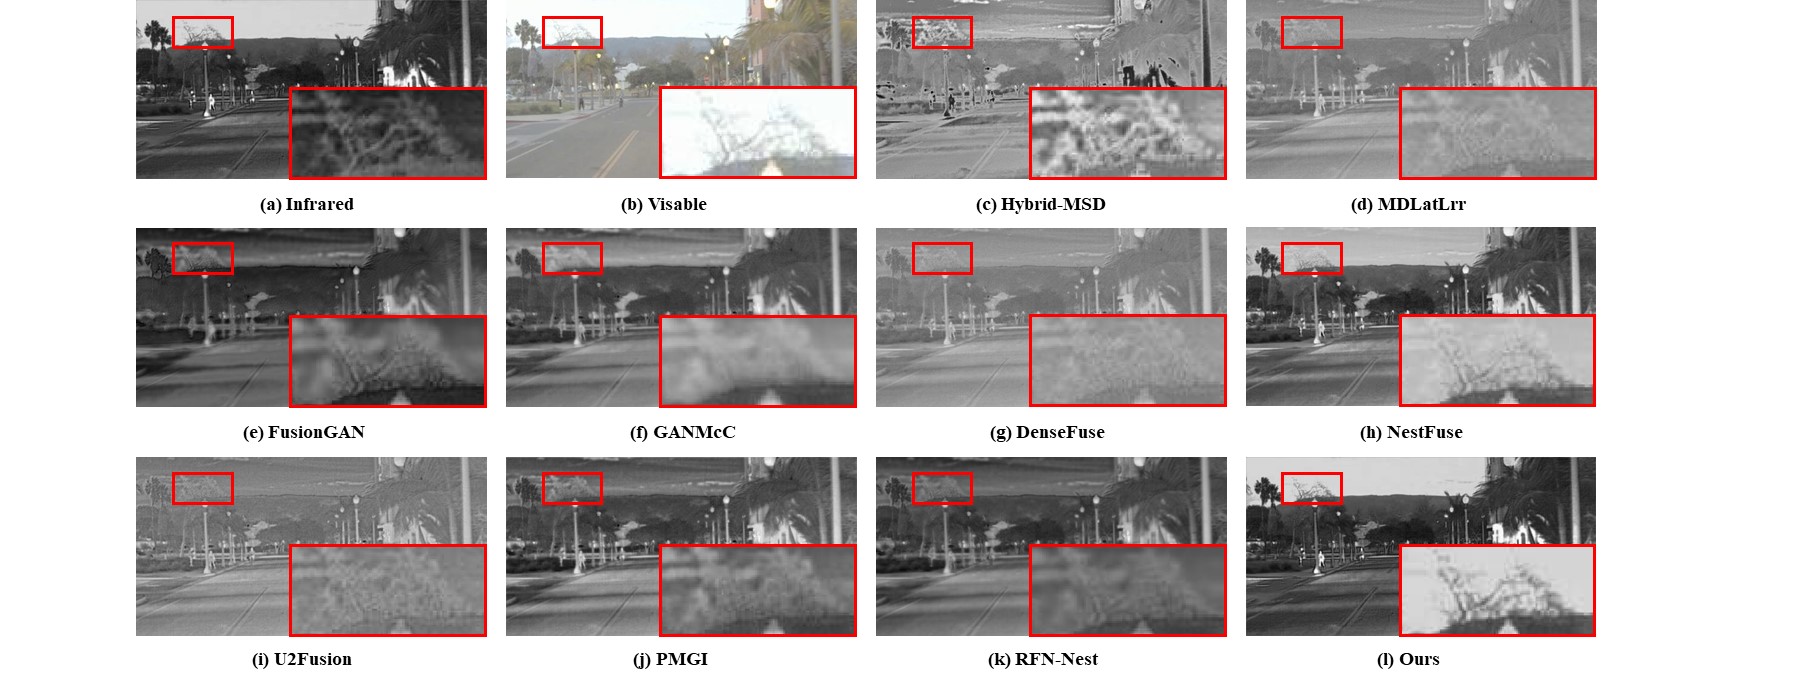 (a) Infrared
(b) Visable
(c) Hybrid-MSD
(d) MDLatLrr
(e) FusionGAN
(f) GANMcC
(g) DenseFuse
(h) NestFuse
(i) U2Fusion
(j) PMGI
(k) RFN-Nest
(l) Ours